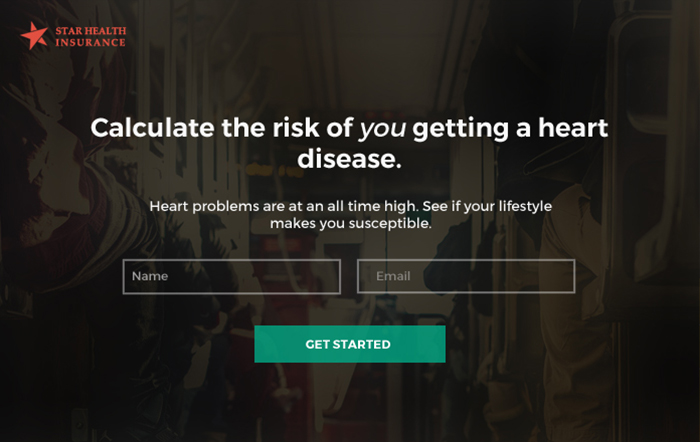 STAR HEALTH
INSURANCE
Calculate the risk of you getting a heart
disease.
Heart problems are at an all time high. See if your lifestyle
makes you susceptible.
Name
Email
GET STARTED